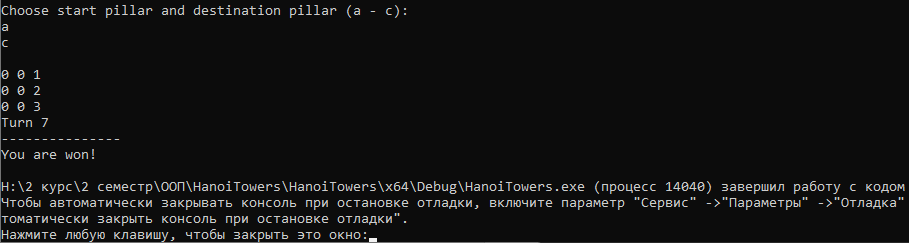 Choose start pillar and destination pillar (a - c):
a
c
0 0 1
0 0 2
0 0 3
Turn 7
---------------
You are won!
H:\2 курс\2 семестр\ООП\HanoiTowers\HanoiTowers\x64\Debug\HanoiTowers.exe (процесс 14040) завершил работу с кодом
Чтобы автоматически закрывать консоль при остановке отладки, включите параметр "Сервис" ->"Параметры" ->"Отладка"
томатически закрыть консоль при остановке отладки".
Нажмите любую клавишу, чтобы закрыть это окно: